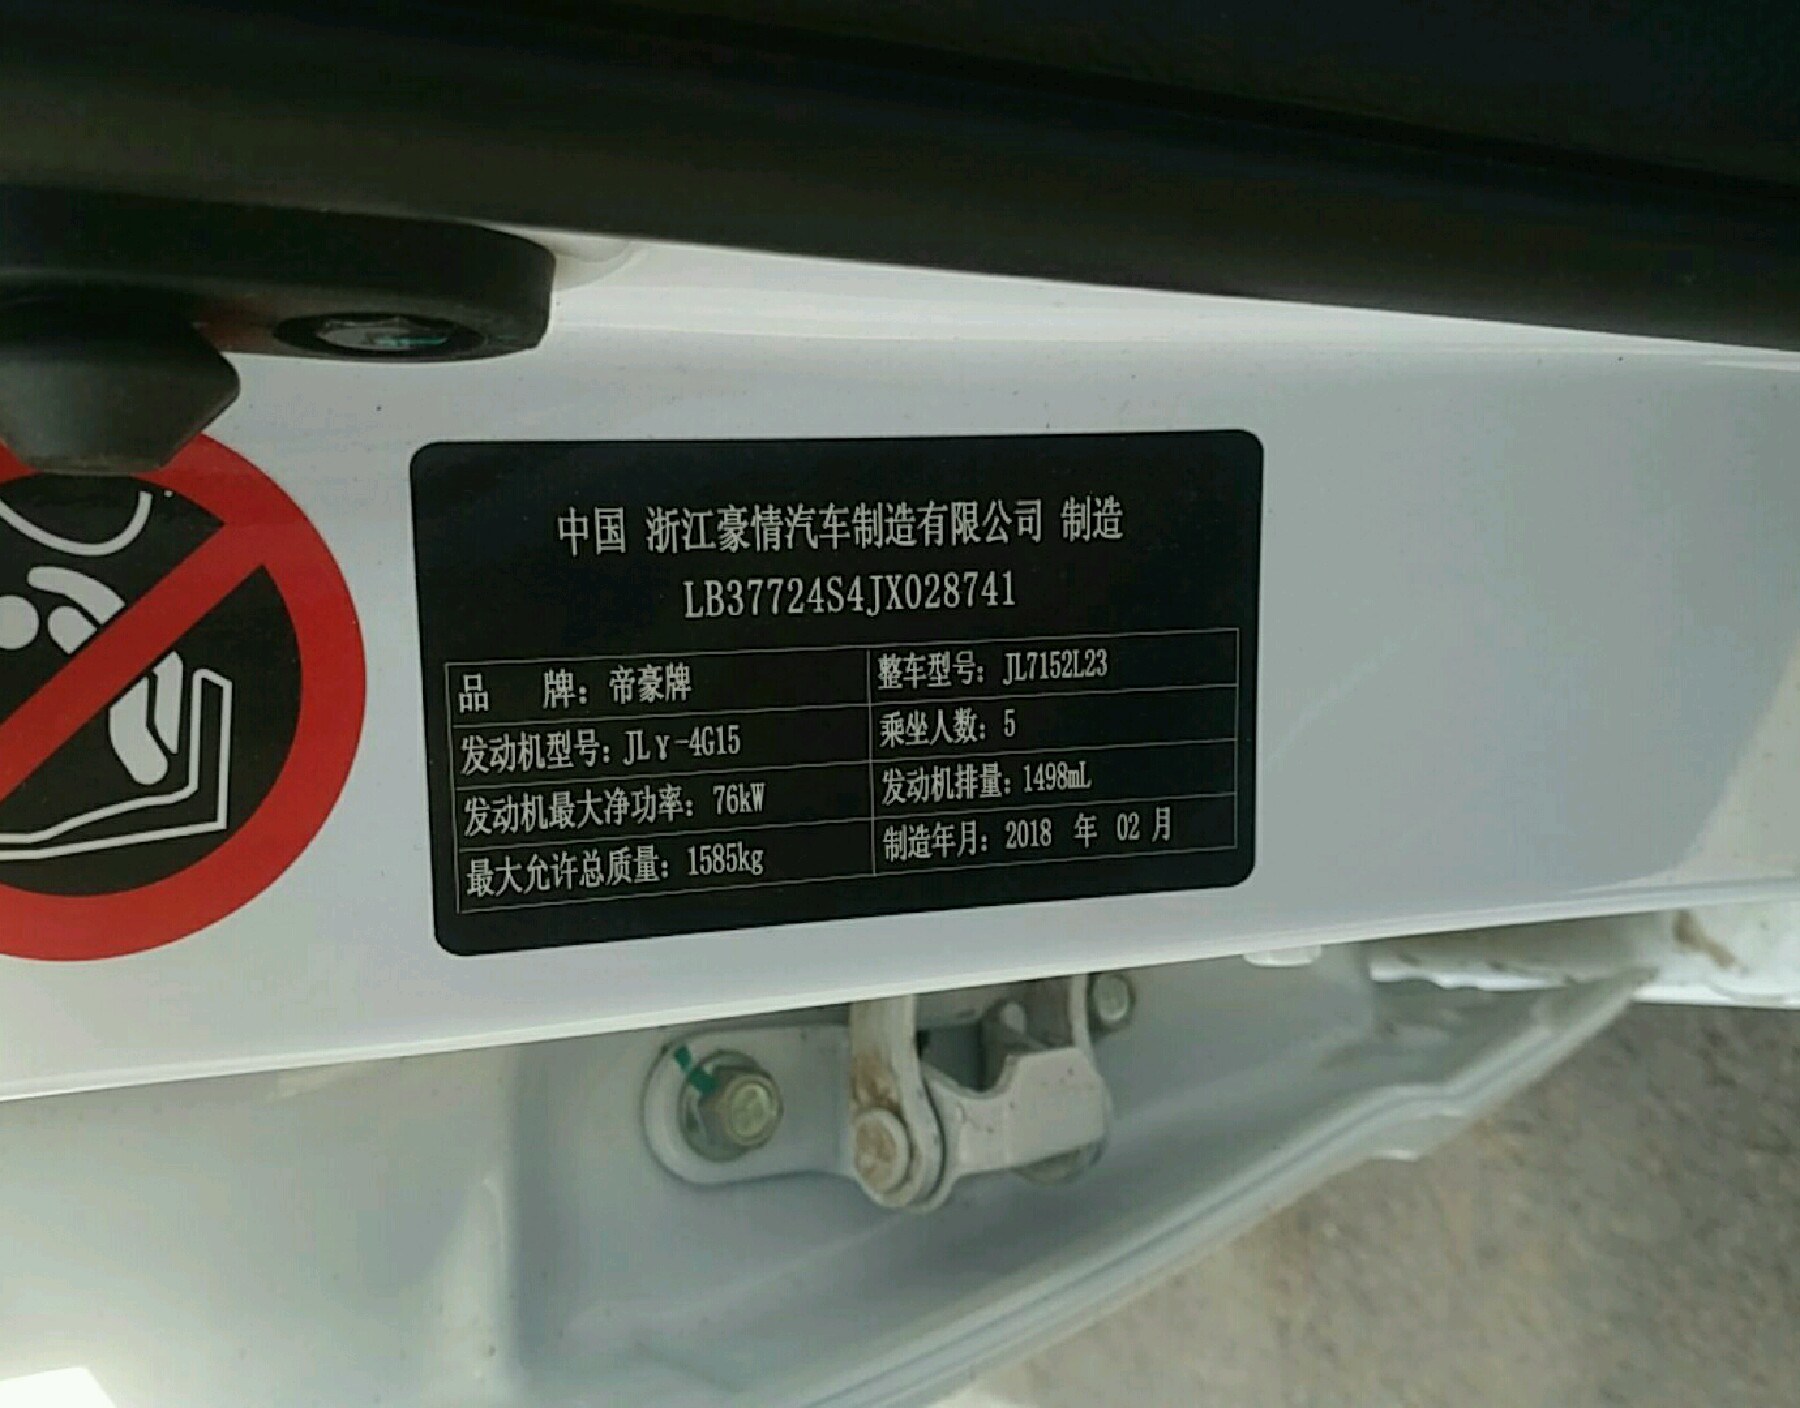 中国 浙江豪情汽车制造有限公司 制造
LB37724S4JX028741
品 牌：帝豪牌 整车型号：JL7152L23
发动机型号：JLγ-4G15 乘坐人数：5
发动机最大净功率：76kW 发动机排量：1498mL
最大允许总质量：1585kg 制造年月：2018 年 02 月